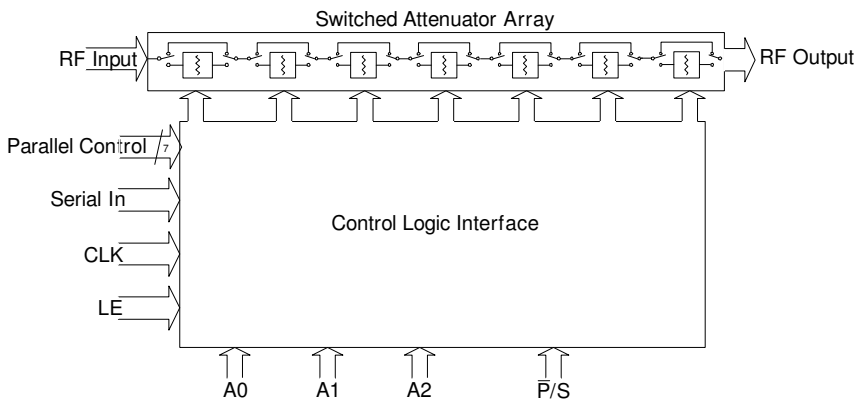 Switched Attenuator Array
RF Input
RF Output
Parallel Control
7
Serial In
Control Logic Interface
CLK
LE
A0
A1
A2
P̅/S